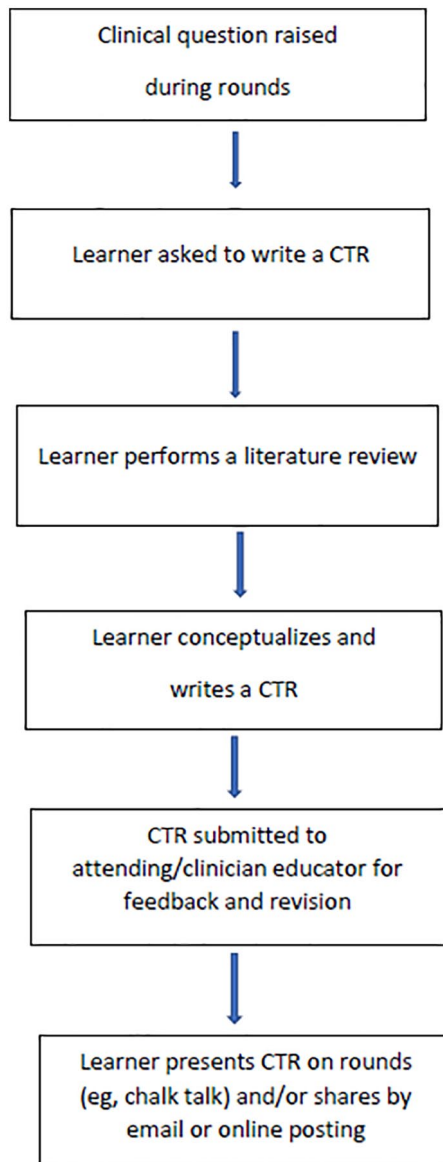 Clinical question raised
during rounds
Learner asked to write a CTR
Learner performs a literature review
Learner conceptualizes and
writes a CTR
CTR submitted to
attending/clinician educator for
feedback and revision
Learner presents CTR on rounds
(eg, chalk talk) and/or shares by
email or online posting